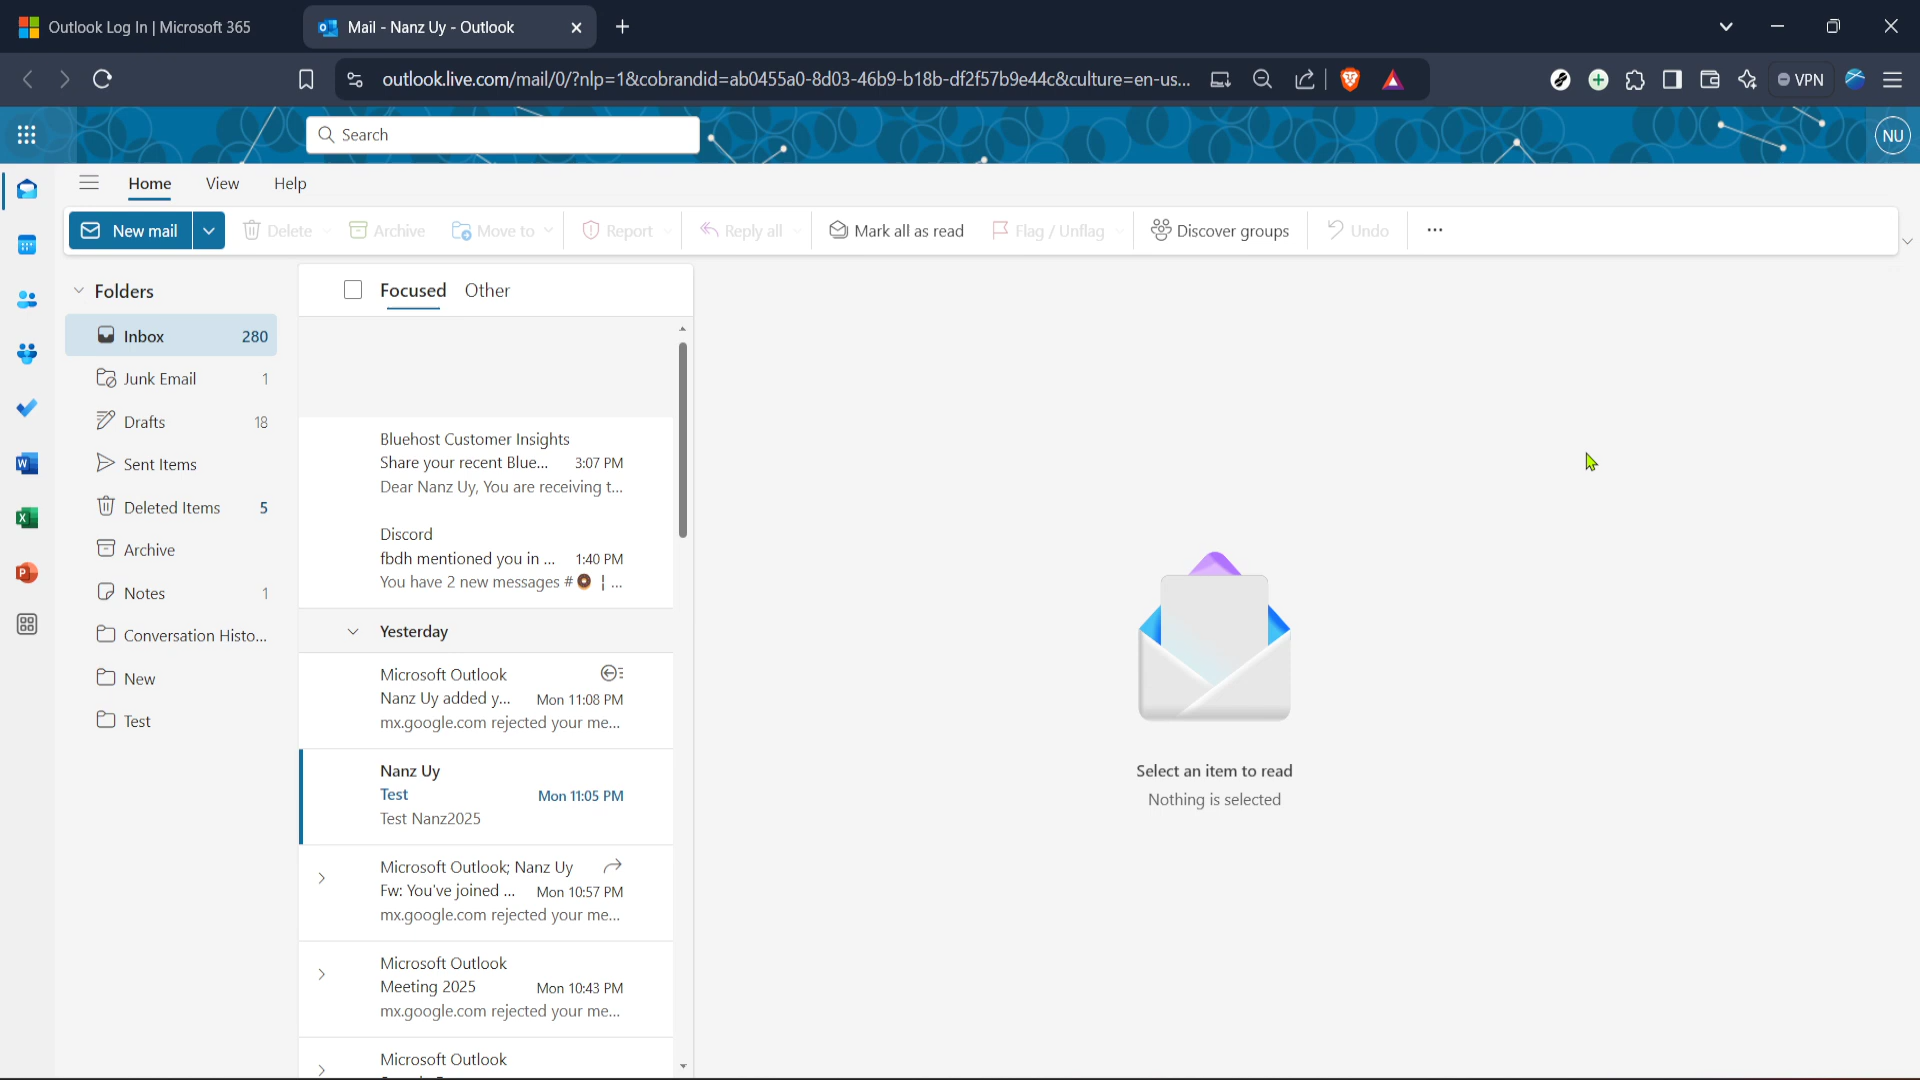 Outlook Log In | Microsoft 365
Mail - Nanz Uy - Outlook
outlook.live.com/mail/0/?nlp=1&cobrandid=ab0455a0-8d03-46b9-b18b-df2f57b9e44c&culture=en-us...
VPN
Search
NU
Home View Help
New mail Delete Archive Move to Report Reply all Mark all as read Flag / Unflag Discover groups Undo ...
Folders
Inbox 280
Junk Email 1
Drafts 18
Sent Items
Deleted Items 5
Archive
Notes 1
Conversation Histo...
New
Test
Focused Other
Bluehost Customer Insights
Share your recent Blue... 3:07 PM
Dear Nanz Uy, You are receiving t...
Discord
fbdh mentioned you in ... 1:40 PM
You have 2 new messages #🍩 ¦ ...
Yesterday
Microsoft Outlook
Nanz Uy added y... Mon 11:08 PM
mx.google.com rejected your me...
Nanz Uy
Test Mon 11:05 PM
Test Nanz2025
Microsoft Outlook; Nanz Uy
Fw: You've joined ... Mon 10:57 PM
mx.google.com rejected your me...
Microsoft Outlook
Meeting 2025 Mon 10:43 PM
mx.google.com rejected your me...
Microsoft Outlook
Select an item to read
Nothing is selected